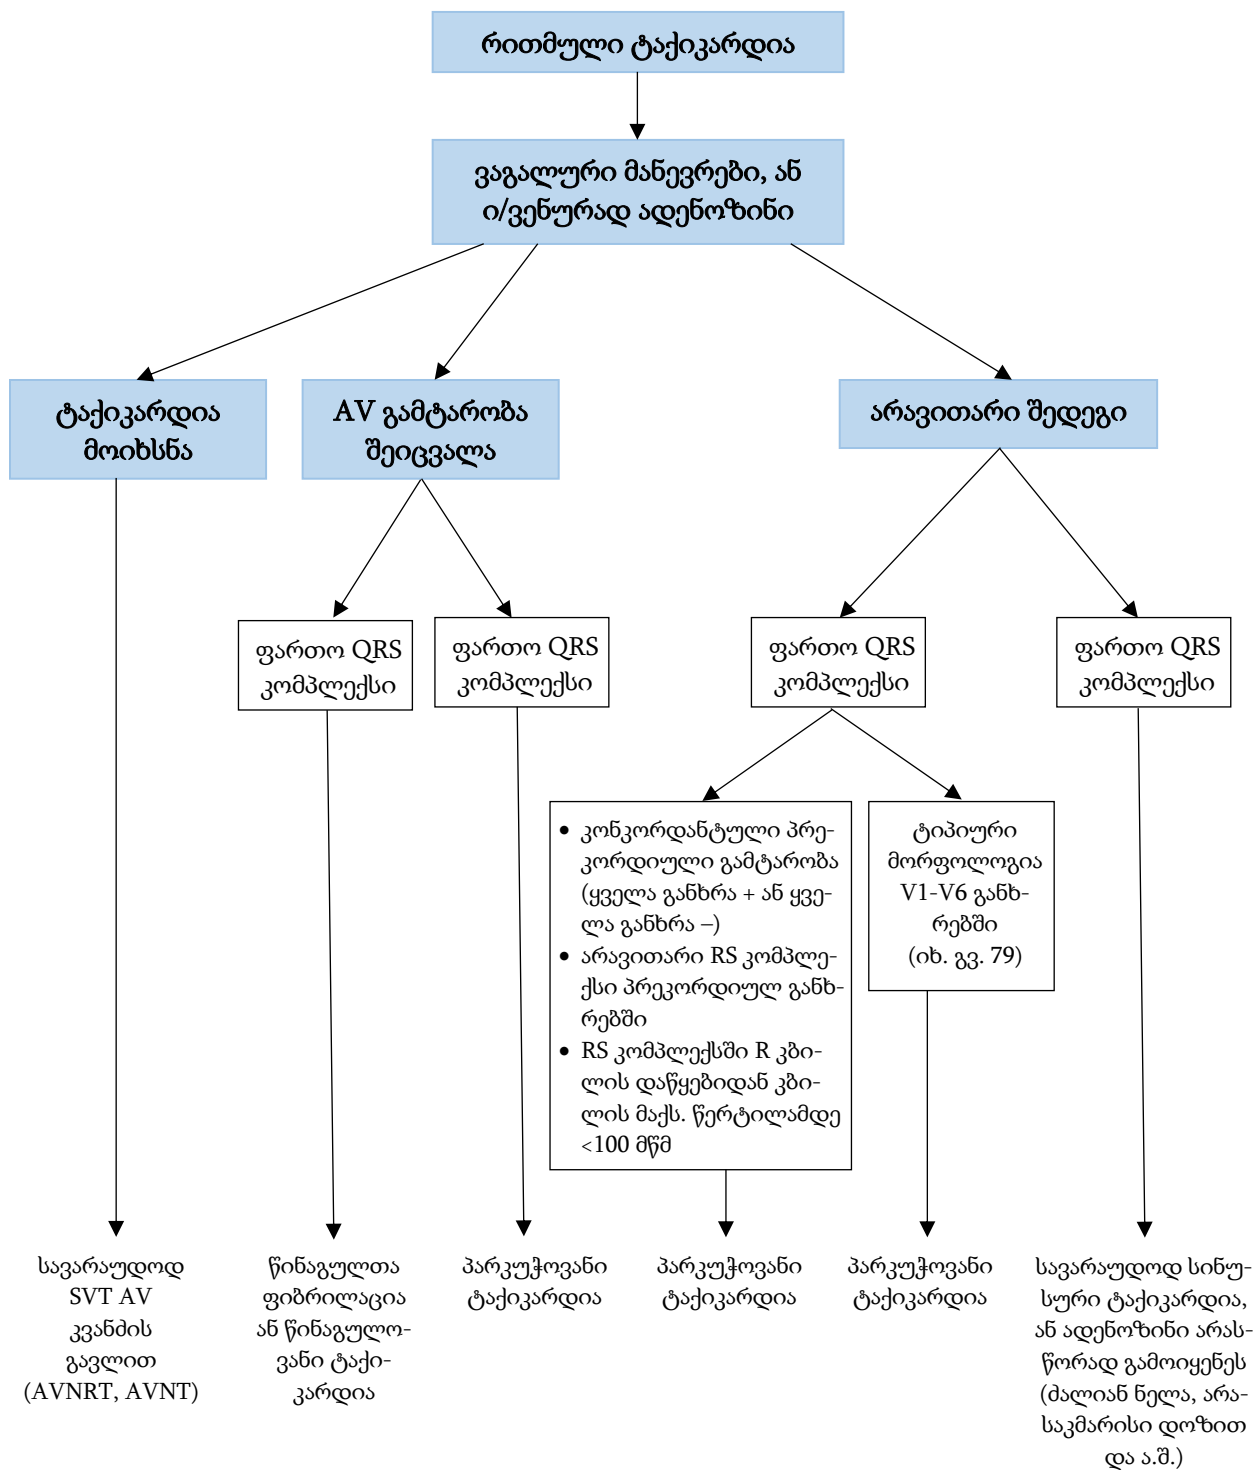 რითმული ტაქიკარდია
ვაგალური მანევრები, ან
ი/ვენურად ადენოზინი
ტაქიკარდია
მოიხსნა
AV გამტარობა
შეიცვალა
არავითარი შედეგი
ფართო QRS
კომპლექსი
ფართო QRS
კომპლექსი
ფართო QRS
კომპლექსი
ფართო QRS
კომპლექსი
• კონკორდანტული პრე-
კორდიული გამტარობა
(ყველა განხრა + ან ყვე-
ლა განხრა –)
• არავითარი RS კომპლე-
ქსი პრეკორდიულ განხ-
რებში
• RS კომპლექსში R კბი-
ლის დაწყებიდან კბი-
ლის მაქს. წერტილამდე
<100 მწმ
ტიპიური
მორფოლოგია
V1-V6 განხ-
რებში
(იხ. გვ. 79)
სავარაუდოდ
SVT AV
კვანძის
გავლით
(AVNRT, AVNT)
წინაგულთა
ფიბრილაცია
ან წინაგულო-
ვანი ტაქი-
კარდია
პარკუჭოვანი
ტაქიკარდია
პარკუჭოვანი
ტაქიკარდია
პარკუჭოვანი
ტაქიკარდია
სავარაუდოდ სინუ-
სური ტაქიკარდია,
ან ადენოზინი არას-
წორად გამოიყენეს
(ძალიან ნელა, არა-
საკმარისი დოზით
და ა.შ.)